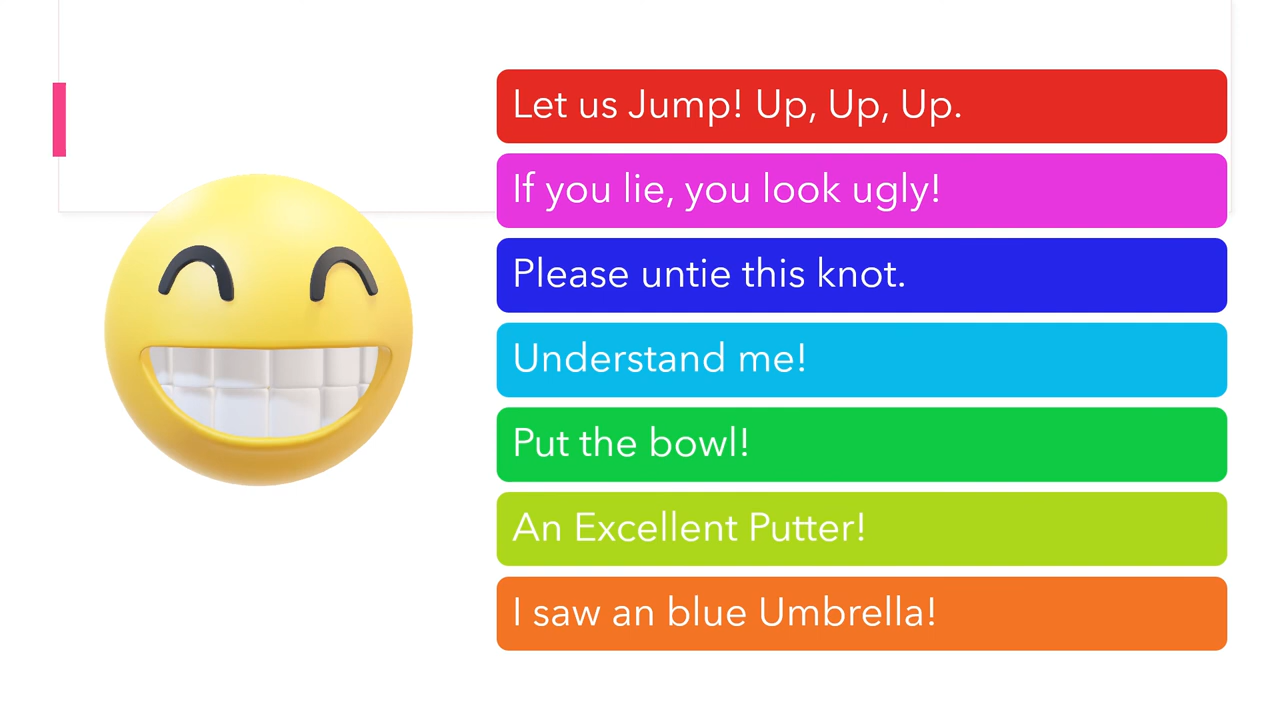 Let us Jump! Up, Up, Up.
If you lie, you look ugly!
Please untie this knot.
Understand me!
Put the bowl!
An Excellent Putter!
I saw an blue Umbrella!